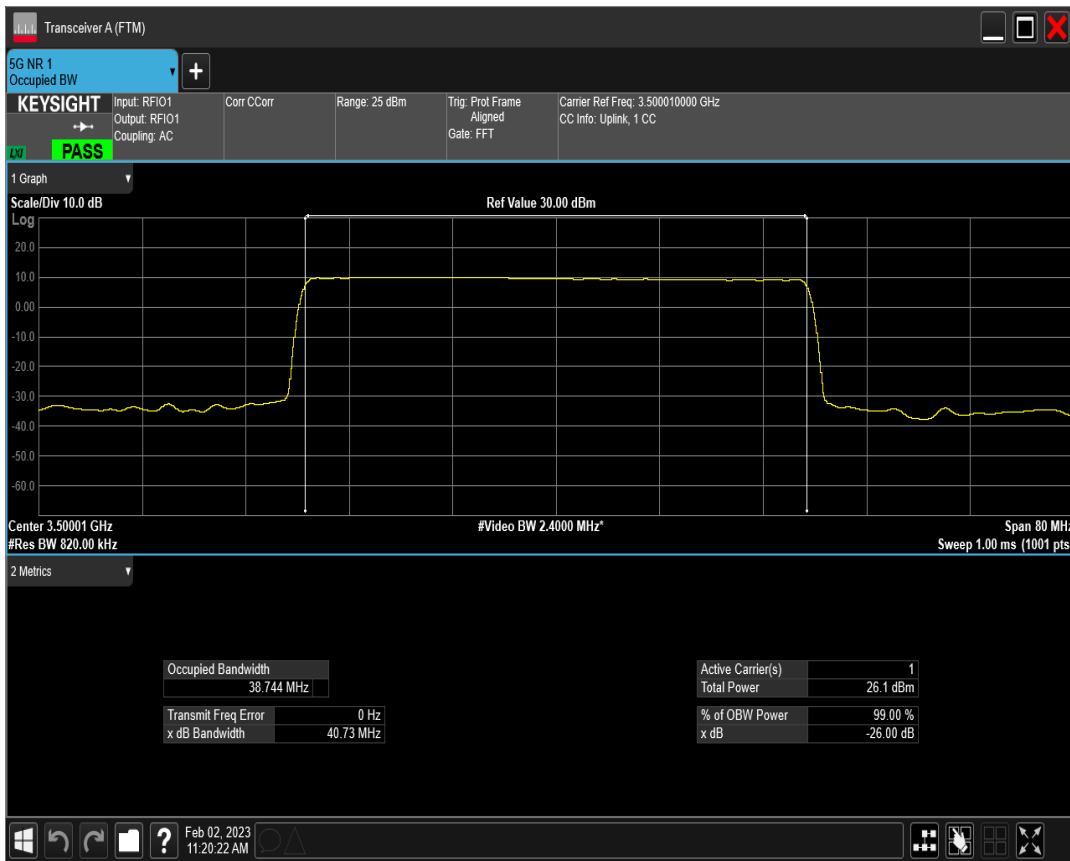 Transceiver A (FTM)
5G NR 1
Occupied BW
+
KEYSIGHT
LXI
PASS
Input: RFIO1
Output: RFIO1
Coupling: AC
Corr CCorr
Range: 25 dBm
Trig: Prot Frame
Aligned
Gate: FFT
Carrier Ref Freq: 3.500010000 GHz
CC Info: Uplink, 1 CC
1 Graph
Scale/Div 10.0 dB
Ref Value 30.00 dBm
Log
20.0
10.0
0.00
-10.0
-20.0
-30.0
-40.0
-50.0
-60.0
Center 3.50001 GHz
#Video BW 2.4000 MHz*
Span 80 MHz
#Res BW 820.00 kHz
Sweep 1.00 ms (1001 pts
2 Metrics
Occupied Bandwidth
38.744 MHz
Transmit Freq Error 0 Hz
x dB Bandwidth 40.73 MHz
Active Carrier(s) 1
Total Power 26.1 dBm
% of OBW Power 99.00 %
x dB -26.00 dB
?
Feb 02, 2023
11:20:22 AM